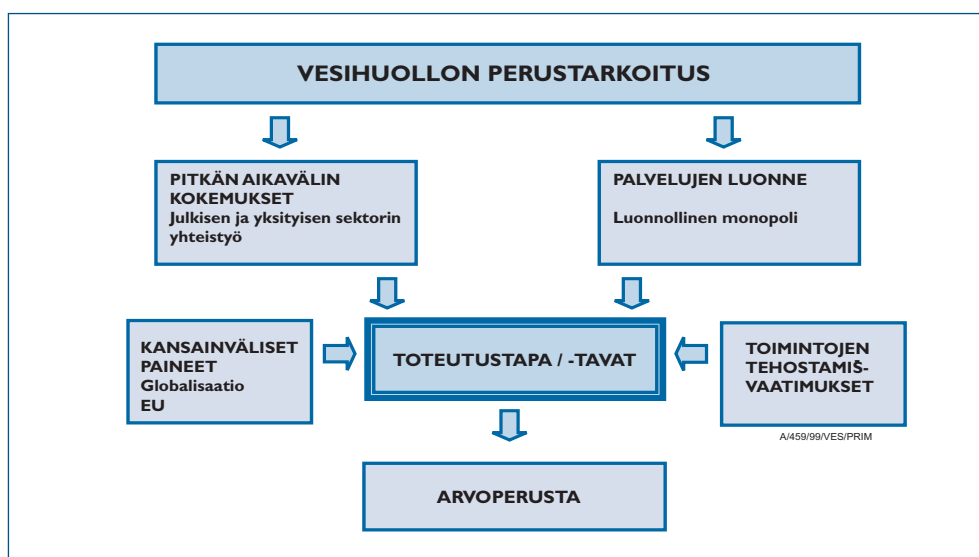 VESIHUOLLON PERUSTARKOITUS
PITKÄN AIKAVÄLIN
KOKEMUKSET
Julkisen ja yksityisen sektorin
yhteistyö
PALVELUJEN LUONNE
Luonnollinen monopoli
KANSAINVÄLISET
PAINEET
Globalisaatio
EU
TOTEUTUSTAPA / -TAVAT
TOIMINTOJEN
TEHOSTAMIŠ-
VAATIMUKSET
A/459/99/VES/PRIM
ARVOPERUSTA